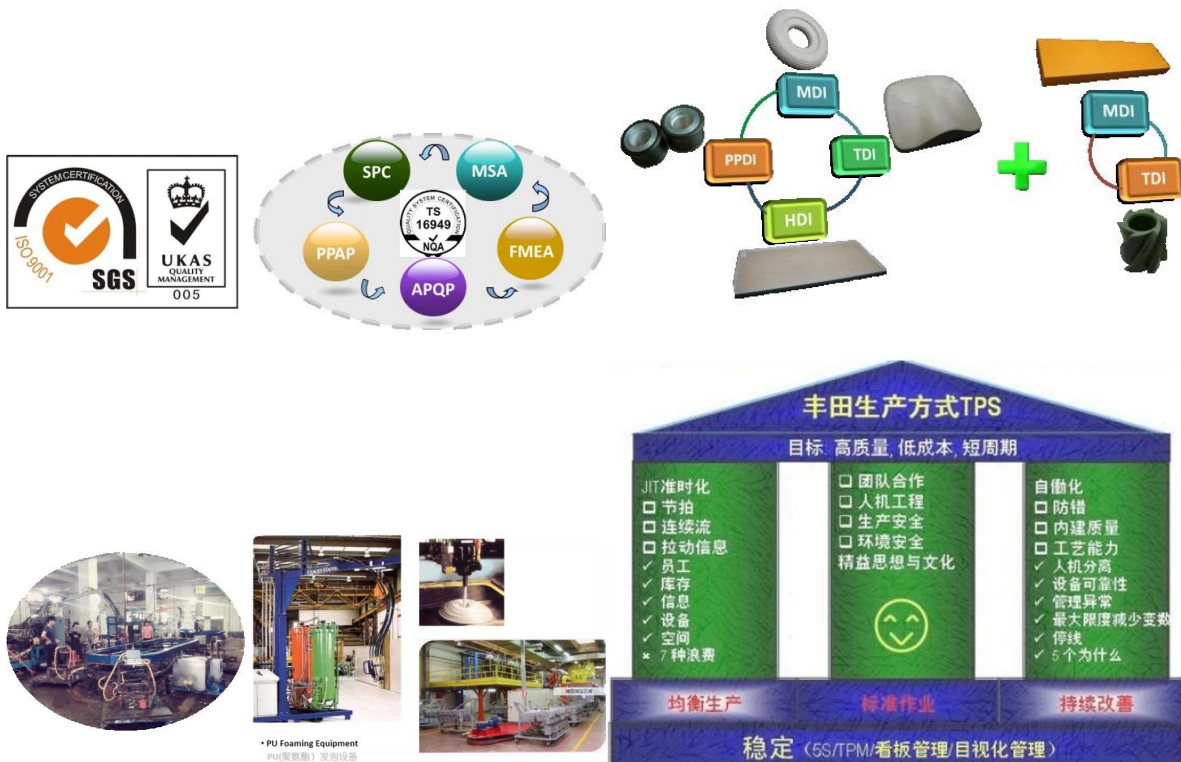 SYSTEM CERTIFICATION
ISO 9001
SGS
UKAS
QUALITY
MANAGEMENT
005
SPC
MSA
QUALITY SYSTEM CERTIFICATION
TS
16949
NQA
PPAP
FMEA
APQP
MDI
PPDI
TDI
HDI
MDI
TDI
• PU Foaming Equipment
PU(聚氨酯）发泡设备
丰田生产方式TPS
目标 高质量, 低成本, 短周期
JIT准时化
□ 节拍
□ 连续流
□ 拉动信息
✓ 员工
✓ 库存
✓ 信息
✓ 设备
✓ 空间
× 7种浪费
□ 团队合作
□ 人机工程
□ 生产安全
□ 环境安全
精益思想与文化
自働化
□ 防错
□ 内建质量
□ 工艺能力
✓ 人机分离
✓ 设备可靠性
✓ 管理异常
✓ 最大限度减少变数
✓ 停线
✓ 5个为什么
均衡生产
标准作业
持续改善
稳定（5S/TPM/看板管理/目视化管理）